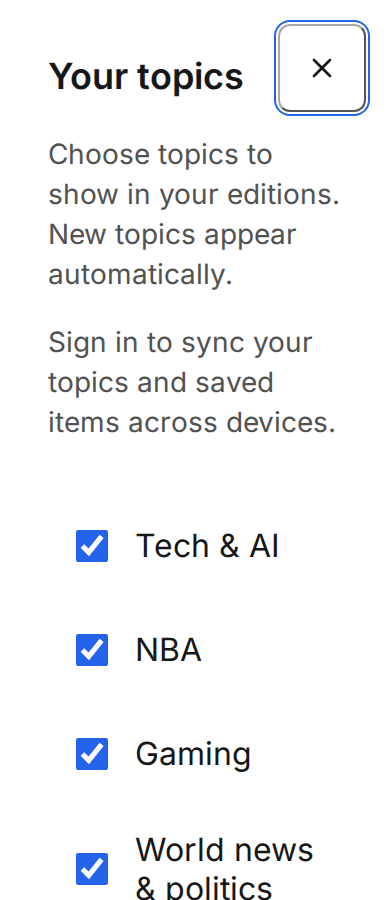 Your topics
Choose topics to
show in your editions.
New topics appear
automatically.
Sign in to sync your
topics and saved
items across devices.
Tech & AI
NBA
Gaming
World news
& politics